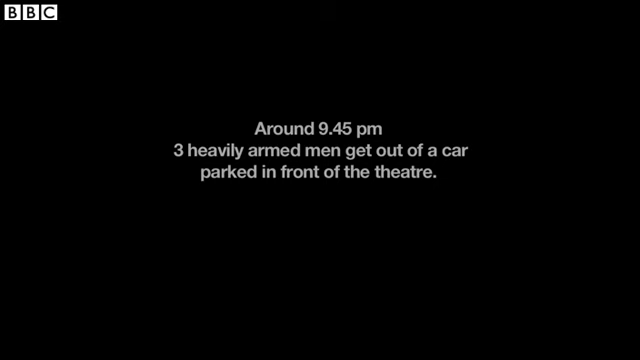 BBC
Around 9.45 pm
3 heavily armed men get out of a car
parked in front of the theatre.